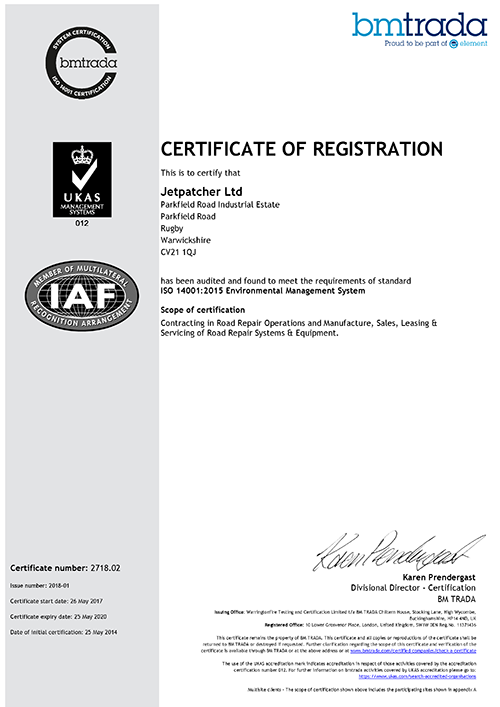 bmtrada
Proud to be part of element
SYSTEM CERTIFICATION
bmtrada
ISO 14001 CERTIFICATION
CERTIFICATE OF REGISTRATION
This is to certify that
Jetpatcher Ltd
Parkfield Road Industrial Estate
Parkfield Road
Rugby
Warwickshire
CV21 1QJ
UKAS
MANAGEMENT
SYSTEMS
012
MEMBER OF MULTILATERAL
IAF
RECOGNITION ARRANGEMENT
has been audited and found to meet the requirements of standard
ISO 14001:2015 Environmental Management System
Scope of certification
Contracting in Road Repair Operations and Manufacture, Sales, Leasing &
Servicing of Road Repair Systems & Equipment.
Karen Prendergast
Karen Prendergast
Divisional Director - Certification
BM TRADA
Certificate number: 2718.02
Issue number: 2018-01
Certificate start date: 26 May 2017
Certificate expiry date: 25 May 2020
Date of initial certification: 25 May 2014
Issuing Office: Warringtonfire Testing and Certification Limited t/a BM TRADA Chiltern House, Stocking Lane, High Wycombe,
Buckinghamshire, HP14 4ND, UK
Registered Office: 10 Lower Grosvenor Place, London, United Kingdom, SW1W 0EN Reg.No. 11371436
This certificate remains the property of BM TRADA. This certificate and all copies or reproductions of the certificate shall be
returned to BM TRADA or destroyed if requested. Further clarification regarding the scope of this certificate and verification of the
certificate is available through BM TRADA or at the above address or at www.bmtrada.com/certified companies/check-a-certificate
The use of the UKAS accreditation mark indicates accreditation in respect of those activities covered by the accreditation
certification number 012. For further information on bmtrada activities covered by UKAS accreditation please go to:
https://www.ukas.com/search-accredited-organisations
Multisite clients - The scope of certification shown above includes the participating sites shown in appendix A